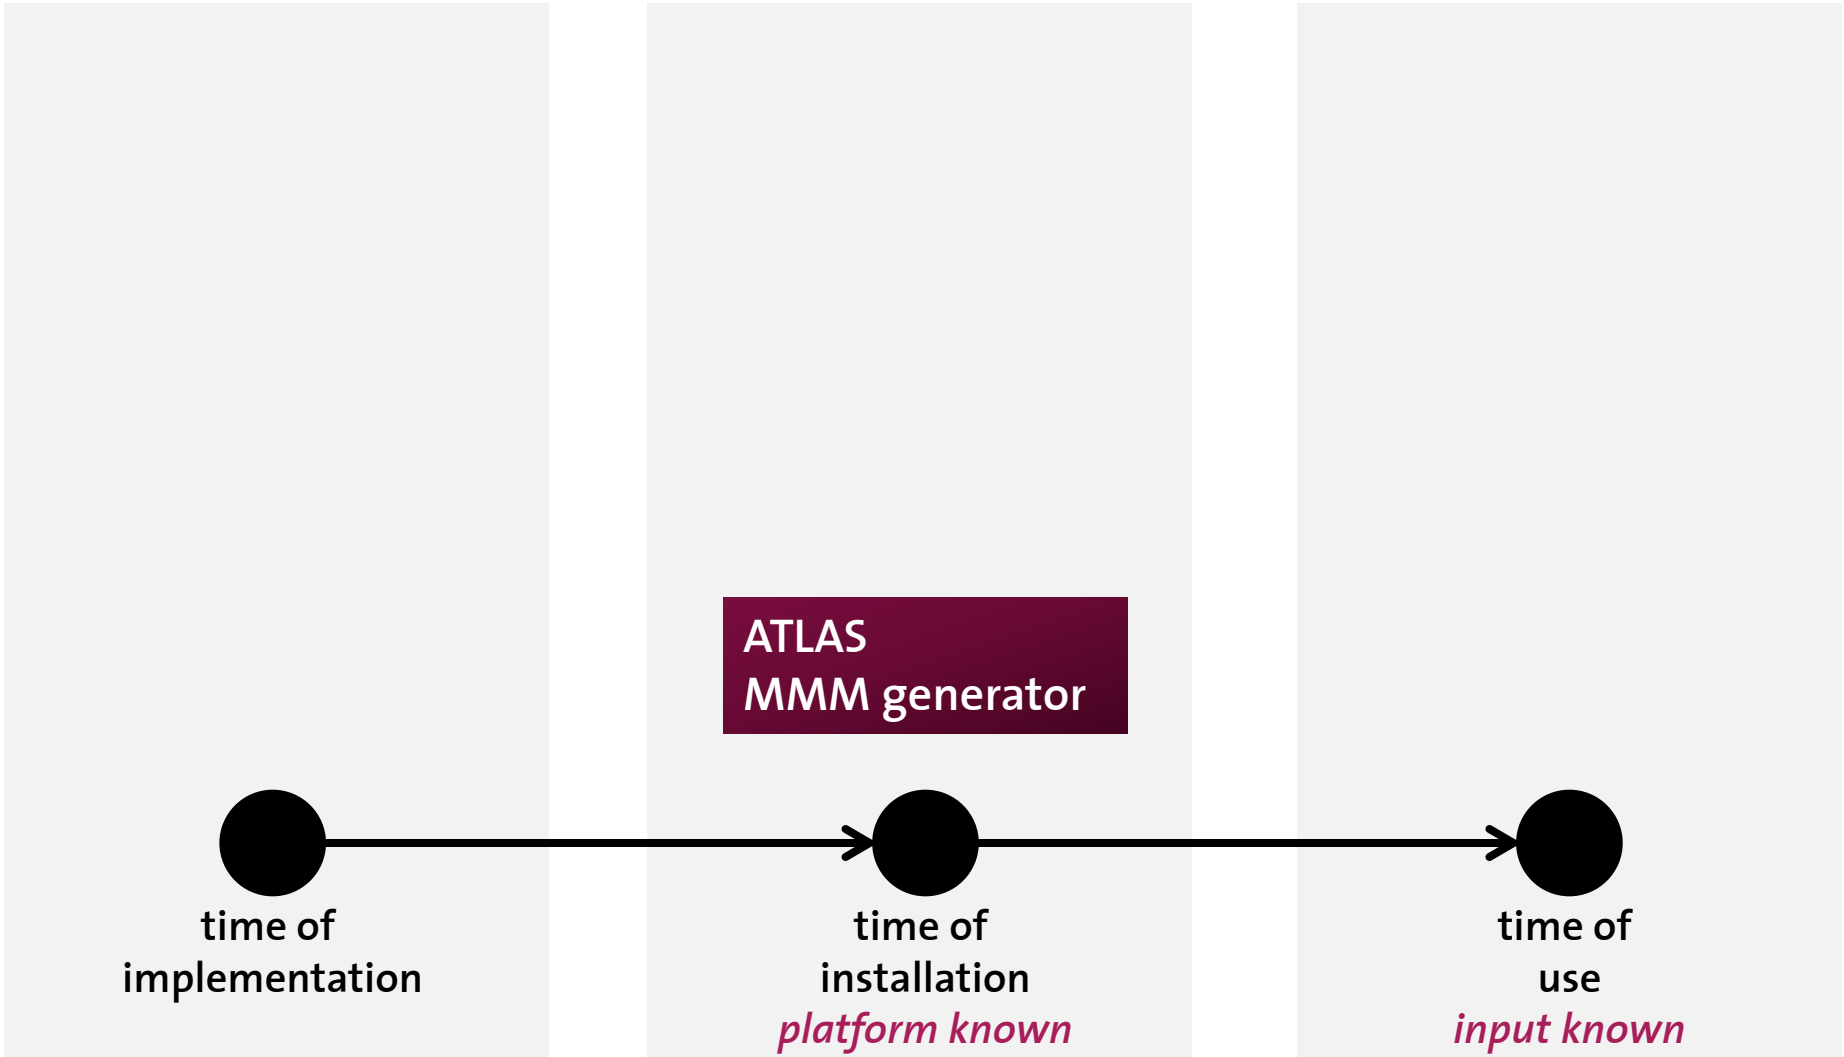 ATLAS
MMM generator
time of
implementation
time of
installation
platform known
time of
use
input known